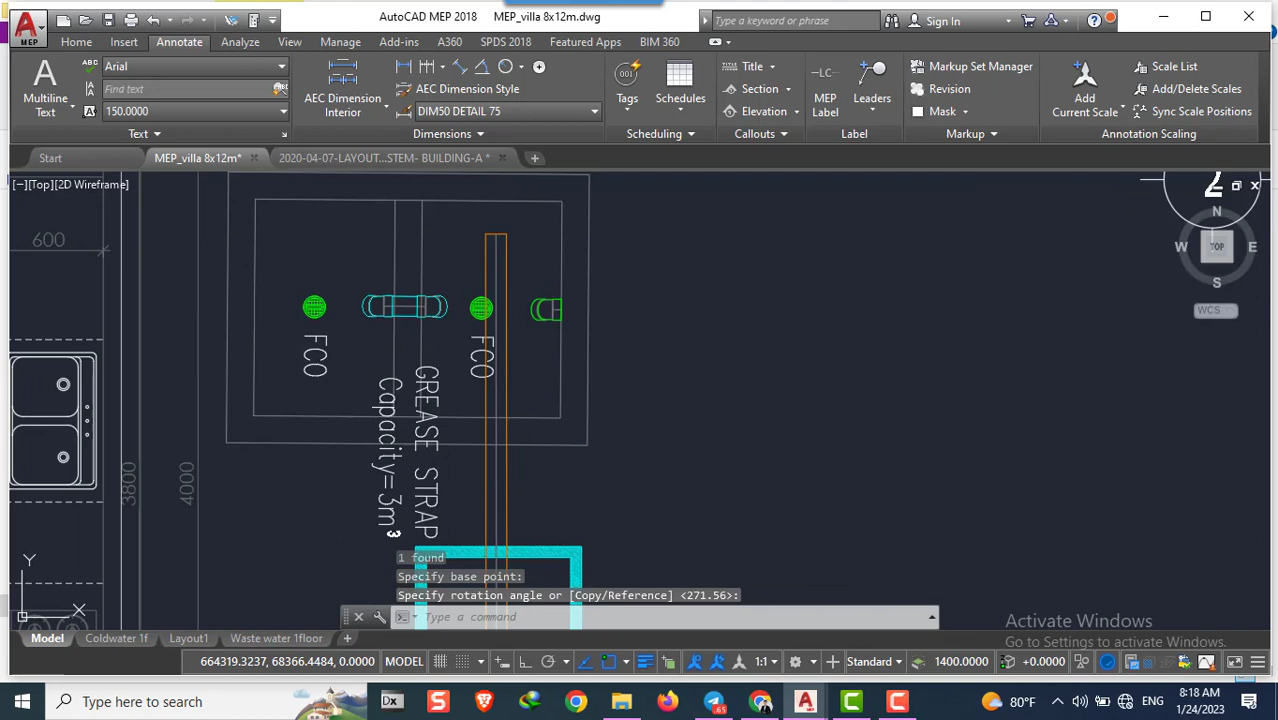 AutoCAD MEP 2018 MEP_villa 8x12m.dwg
Type a keyword or phrase
Sign In
MEP
Home Insert Annotate Analyze View Manage Add-ins A360 SPDS 2018 Featured Apps BIM 360
ABC Arial
Find text
150.0000
Multiline
Text
Text
AEC Dimension
Interior
AEC Dimension Style
DIM50 DETAIL 75
Dimensions
001
Tags
Schedules
Scheduling
Title
Section
Elevation
Callouts
-LC-
MEP
Label
Leaders
Label
Markup Set Manager
Revision
Mask
Markup
Add
Current Scale
Scale List
Add/Delete Scales
Sync Scale Positions
Annotation Scaling
Start
MEP_villa 8x12m*
2020-04-07-LAYOUT...STEM- BUILDING-A *
[−][Top][2D Wireframe]
2
N
W TOP E
S
WCS
600
FCO
FCO
GREASE STRAP
Capacity=3m³
3800
4000
Y
X
1 found
Specify base point:
Specify rotation angle or [Copy/Reference] <271.56>:
Type a command
Activate Windows
Go to Settings to activate Windows.
Model Coldwater 1f Layout1 Waste water 1floor
664319.3237, 68366.4484, 0.0000 MODEL 1:1 Standard 1400.0000 +0.0000
Type here to search
Dx
65
80°F
ENG
8:18 AM
1/24/2023